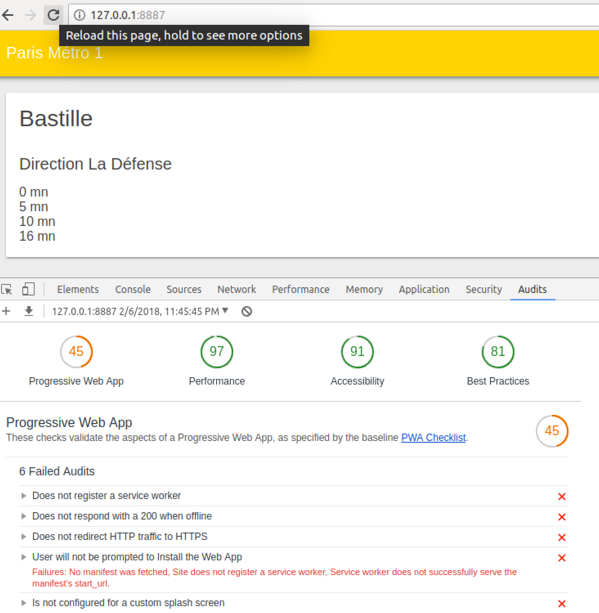 127.0.0.1:8887
Reload this page, hold to see more options
Paris Métro 1
Bastille
Direction La Défense
0 mn
5 mn
10 mn
16 mn
Elements Console Sources Network Performance Memory Application Security Audits
127.0.0.1:8887 2/6/2018, 11:45:45 PM
45 97 91 81
Progressive Web App Performance Accessibility Best Practices
Progressive Web App
These checks validate the aspects of a Progressive Web App, as specified by the baseline PWA Checklist.
45
6 Failed Audits
Does not register a service worker
Does not respond with a 200 when offline
Does not redirect HTTP traffic to HTTPS
User will not be prompted to Install the Web App
Failures: No manifest was fetched, Site does not register a service worker, Service worker does not successfully serve the
manifest's start_url.
Is not configured for a custom splash screen